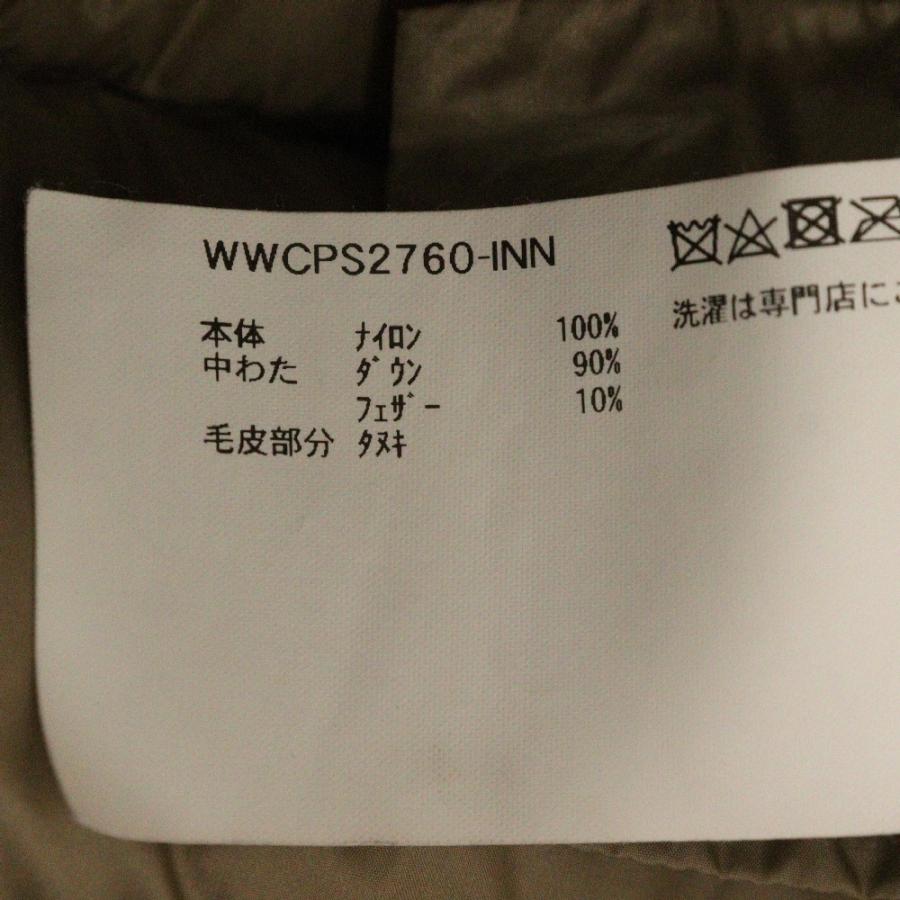 WWCPS2760-INN
本体 ナイロン 100%
中わた ダウン 90%
フェザー 10%
毛皮部分 タヌキ
洗濯は専門店に